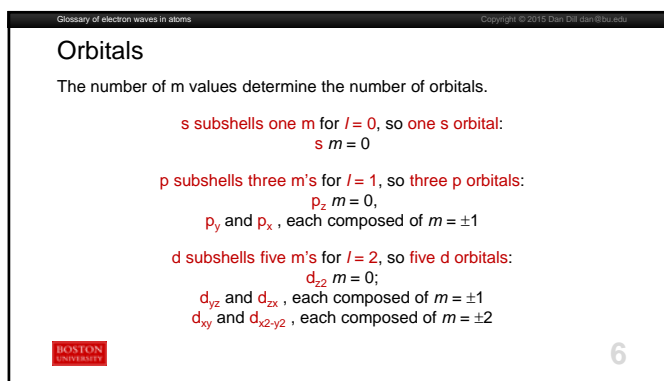 Glossary of electron waves in atoms Copyright © 2015 Dan Dill dan@bu.edu
Orbitals
The number of m values determine the number of orbitals.
s subshells one m for l = 0, so one s orbital:
s m = 0
p subshells three m's for l = 1, so three p orbitals:
pz m = 0,
py and px , each composed of m = ±1
d subshells five m's for l = 2, so five d orbitals:
dz2 m = 0;
dyz and dzx , each composed of m = ±1
dxy and dx2-y2 , each composed of m = ±2
BOSTON
UNIVERSITY
6